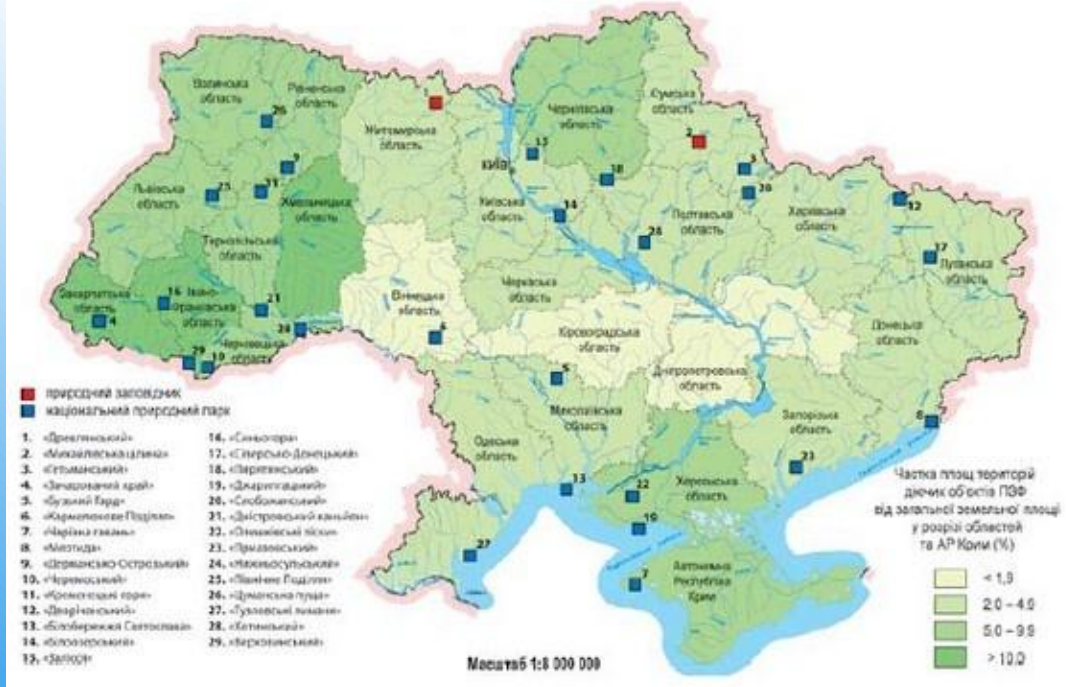 Волинська
область
Рівненська
область
Житомирська
область
Чернігівська
область
Сумська
область
Львівська
область
Хмельницька
область
КИЇВ
Київська
область
Полтавська
область
Харківська
область
Луганська
область
Тернопільська
область
Закарпатська
область
Івано-
Франківська
область
Чернівецька
область
Вінницька
область
Черкаська
область
Кіровоградська
область
Дніпропетровська
область
Донецька
область
Одеська
область
Миколаївська
область
Запорізька
область
Херсонська
область
Автономна
Республіка
Крим
природний заповідник
національний природний парк
1. «Древлянський»
2. «Михайлівська цілина»
3. «Гетьманський»
4. «Зачарований край»
5. «Бузький Гард»
6. «Кармелюкове Поділля»
7. «Чарівна гавань»
8. «Меотида»
9. «Дермансько-Острозький»
10. «Черемоський»
11. «Кременецькі гори»
12. «Дворічанський»
13. «Білобережжя Святослава»
14. «Білоозерський»
15. «Залісся»
16. «Синьогора»
17. «Сіверсько-Донецький»
18. «Пирятинський»
19. «Джарилгацький»
20. «Слобожанський»
21. «Дністровський каньйон»
22. «Олешківські піски»
23. «Приазовський»
24. «Нижньосульський»
25. «Північне Поділля»
26. «Цуманська пуща»
27. «Тузловські лимани»
28. «Хотинський»
29. «Верховинський»
Частка площ територій
діючих об'єктів ПЗФ
від загальної земельної площі
у розрізі областей
та АР Крим (%)
< 1,9
2.0 – 4.9
5.0 – 9.9
> 10.0
Масштаб 1:8 000 000